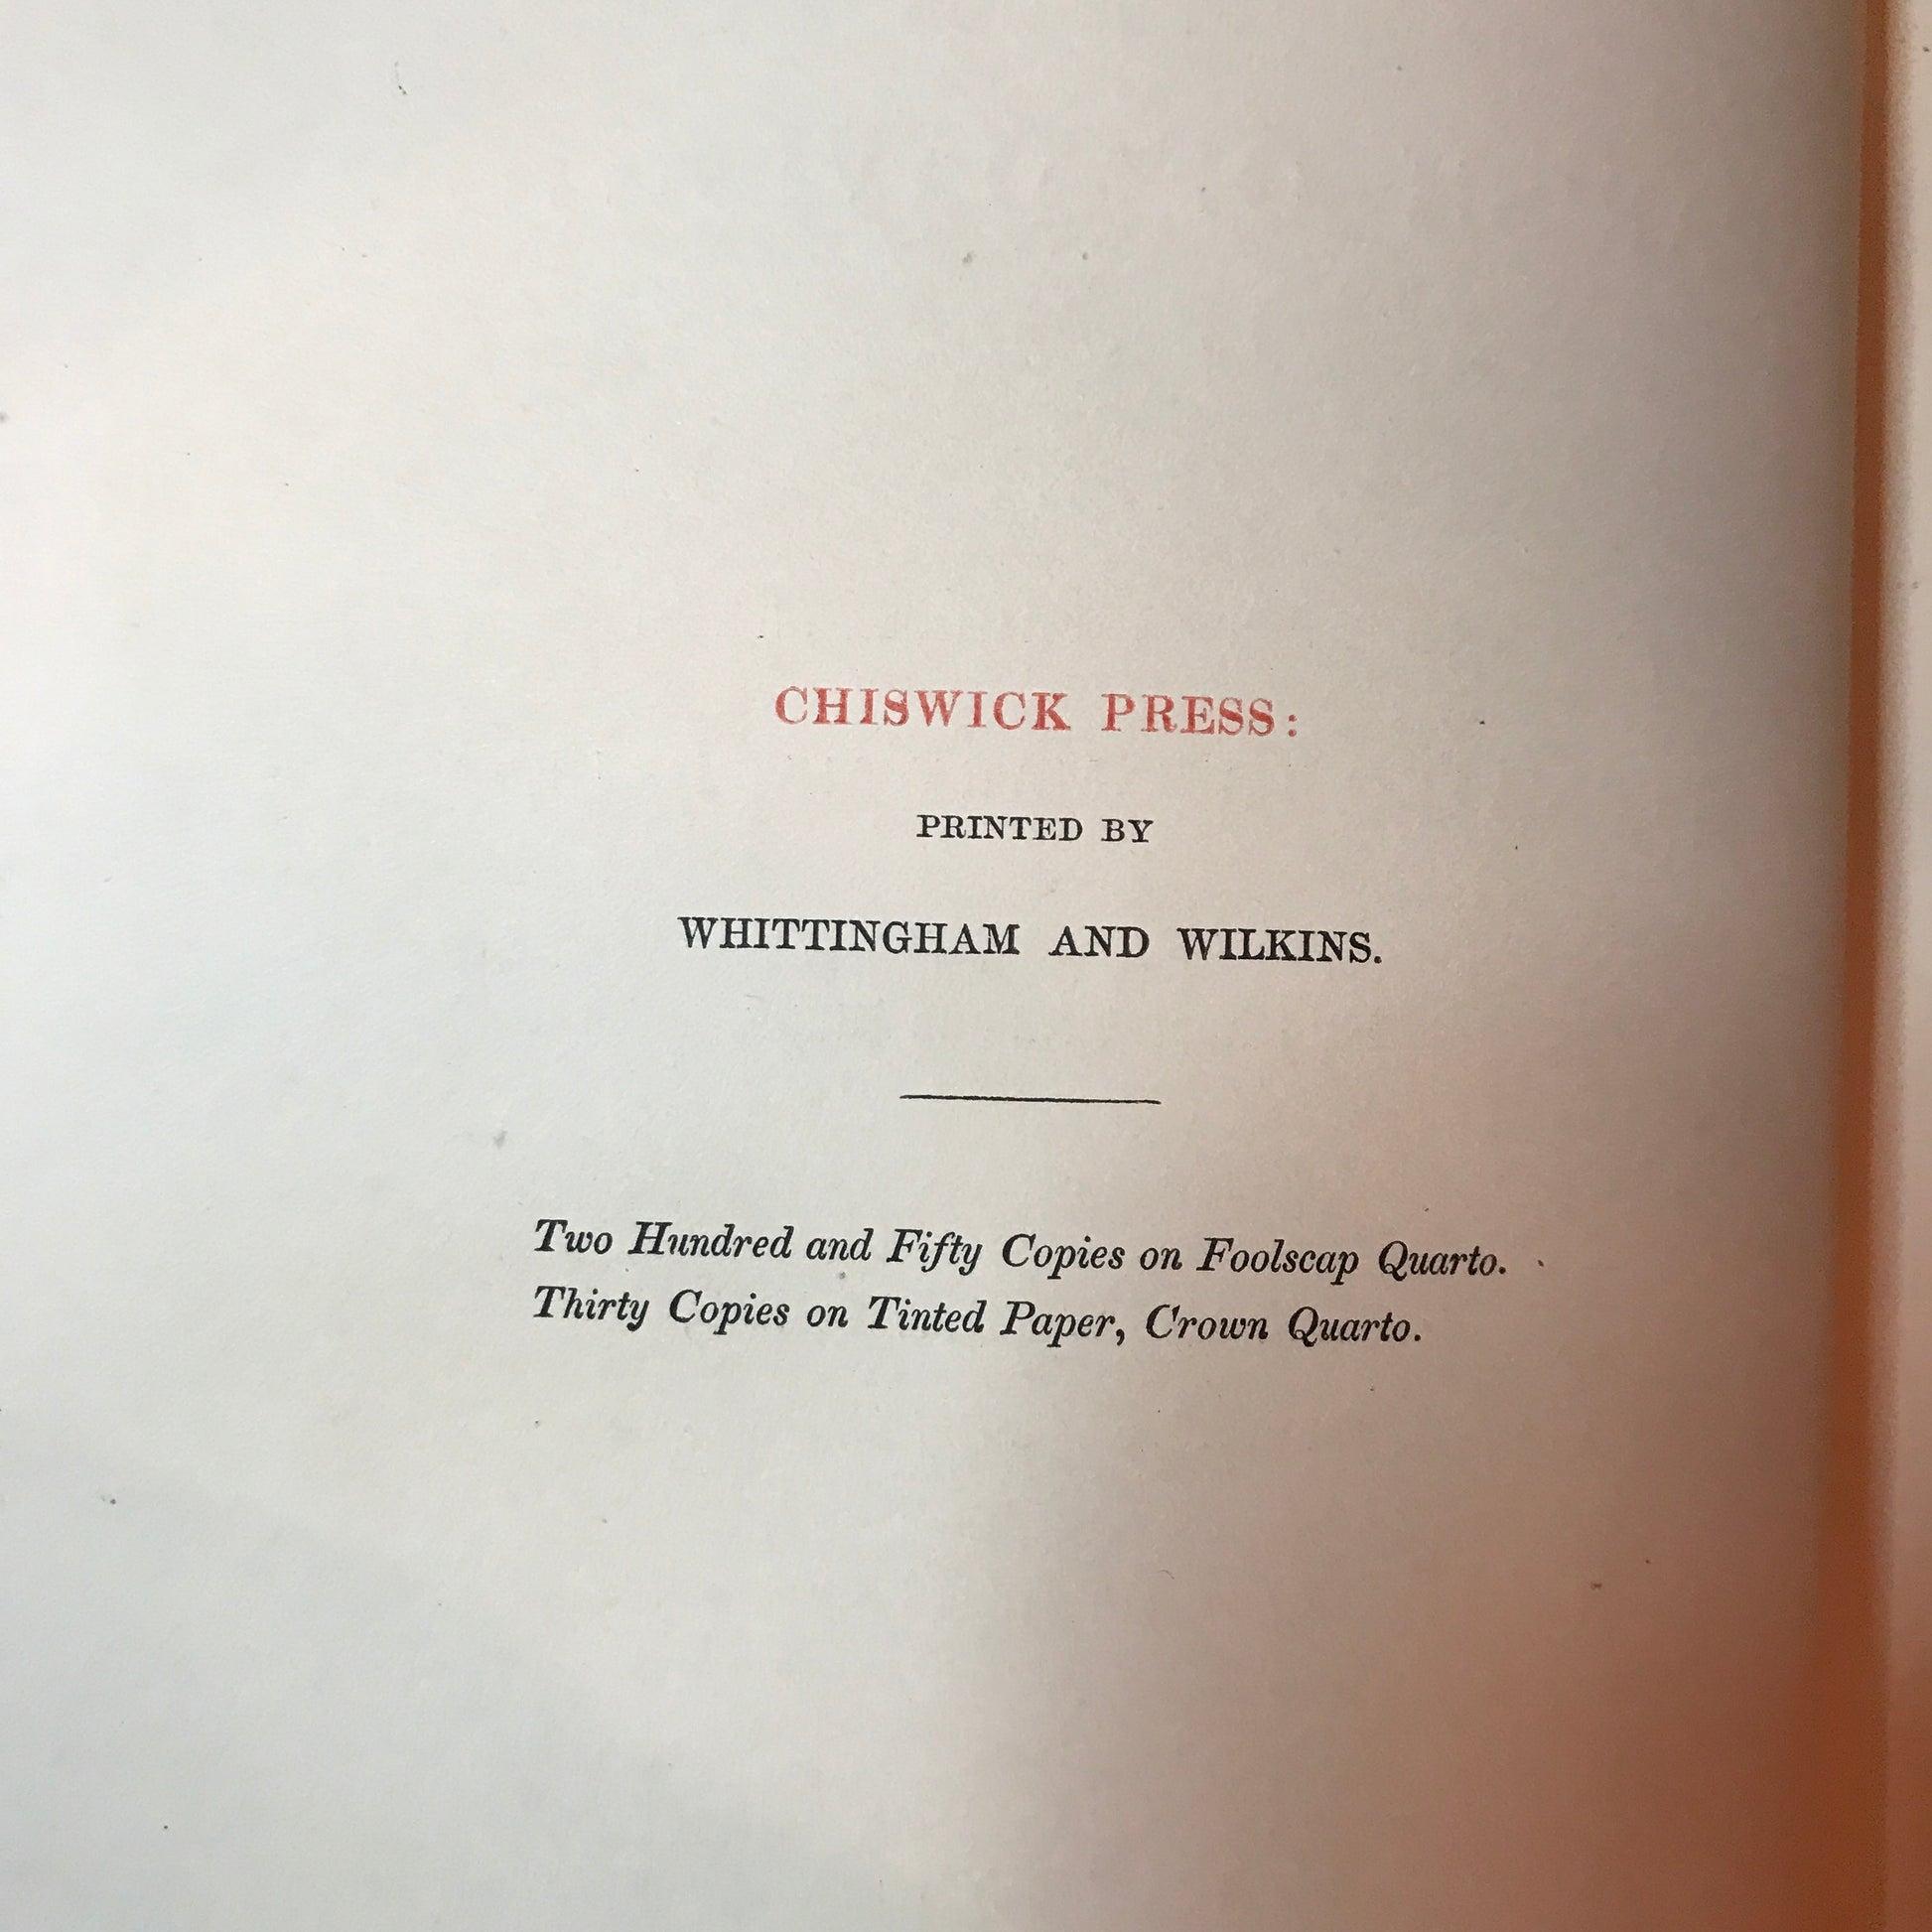 CHISWICK PRESS:
PRINTED BY
WHITTINGHAM AND WILKINS.
Two Hundred and Fifty Copies on Foolscap Quarto.
Thirty Copies on Tinted Paper, Crown Quarto.